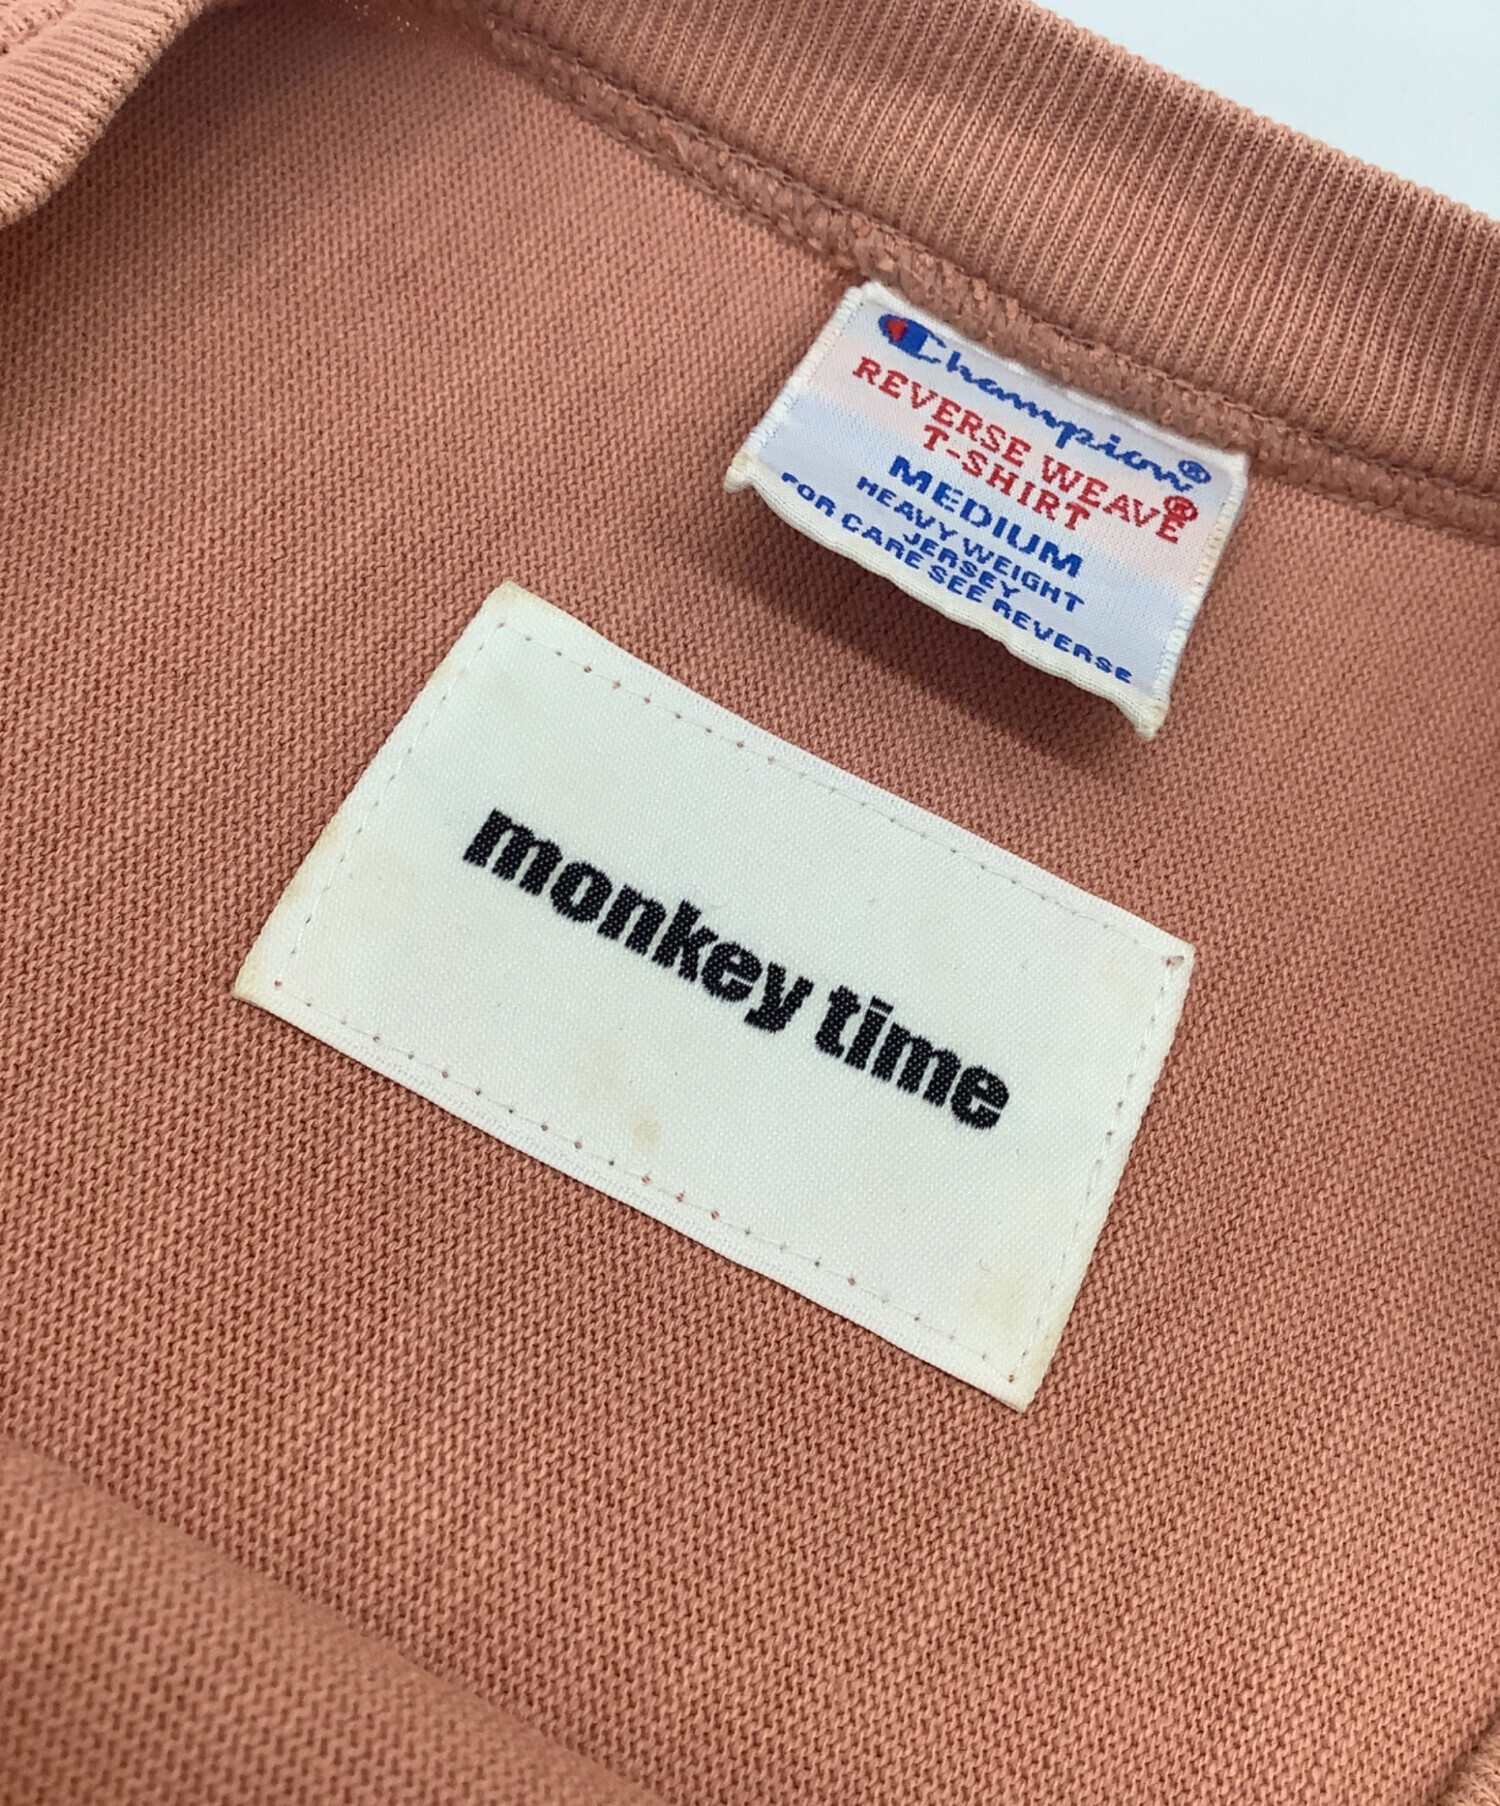 Champion®
REVERSE WEAVE®
T-SHIRT
MEDIUM
HEAVY WEIGHT
JERSEY
FOR CARE SEE REVERSE
monkey time